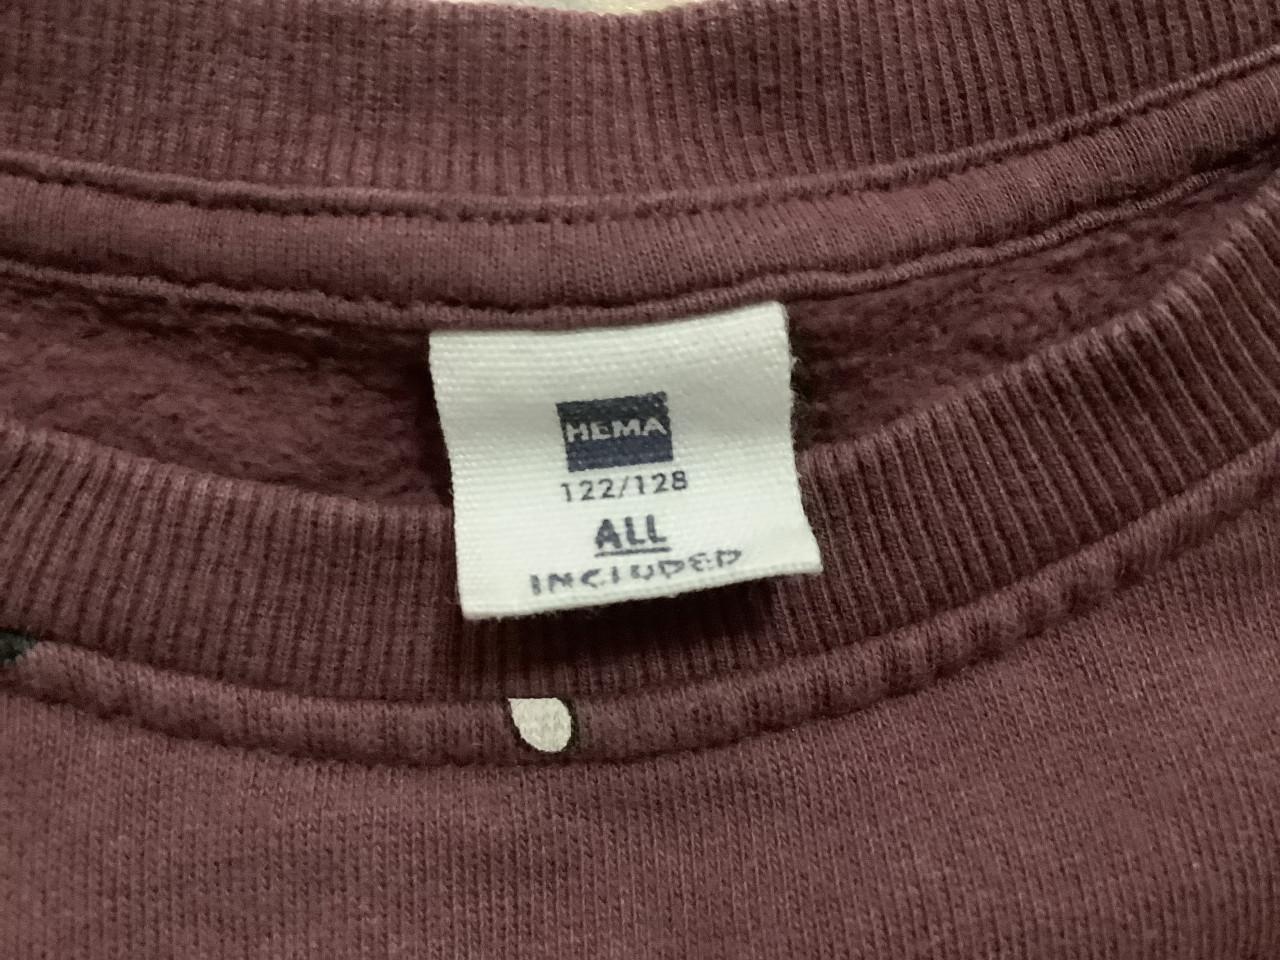 HEMA
122/128
ALL
INCLUDED